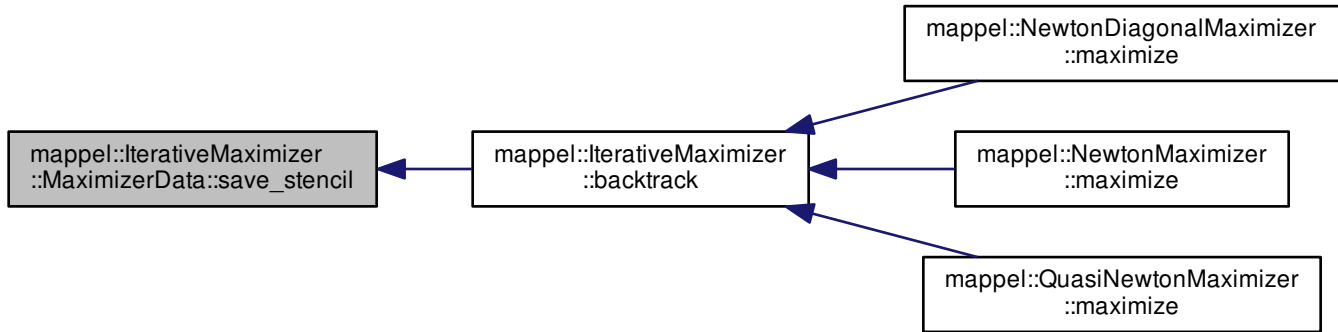 mappel::IterativeMaximizer
::MaximizerData::save_stencil
mappel::IterativeMaximizer
::backtrack
mappel::NewtonDiagonalMaximizer
::maximize
mappel::NewtonMaximizer
::maximize
mappel::QuasiNewtonMaximizer
::maximize